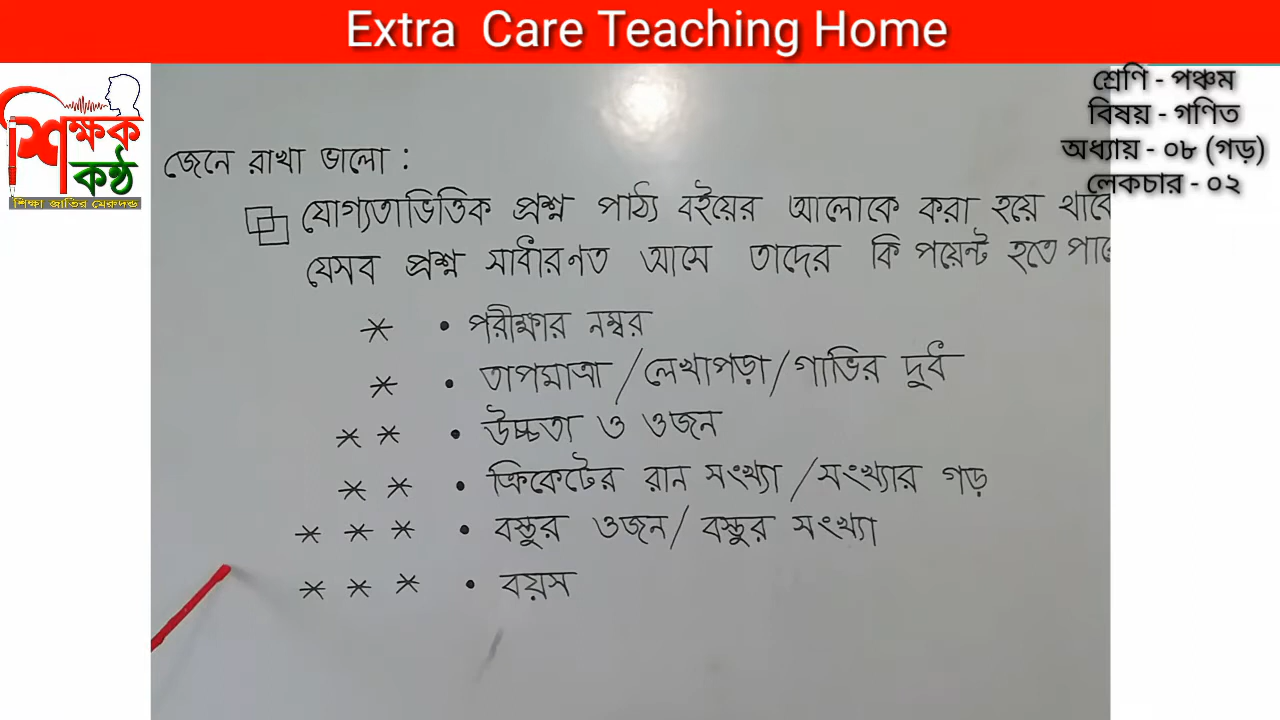 Extra Care Teaching Home
শ্রেণি - পঞ্চম
বিষয় - গণিত
অধ্যায় - ০৮ (গড়)
লেকচার - ০২
শিক্ষক
কণ্ঠ
শিক্ষা জাতির মেরুদন্ড
জেনে রাখা ভালো :
যোগ্যতাভিত্তিক প্রশ্ন পাঠ্য বইয়ের আলোকে করা হয়ে থাকে
যেসব প্রশ্ন সাধারণত আসে তাদের কি পয়েন্ট হতে পারে
* • পরীক্ষার নম্বর
* • তাপমাত্রা / লেখাপড়া / গাভির দুধ
* * • উচ্চতা ও ওজন
* * • ক্রিকেটের রান সংখ্যা / সংখ্যার গড়
* * * • বস্তুর ওজন / বস্তুর সংখ্যা
* * * • বয়স